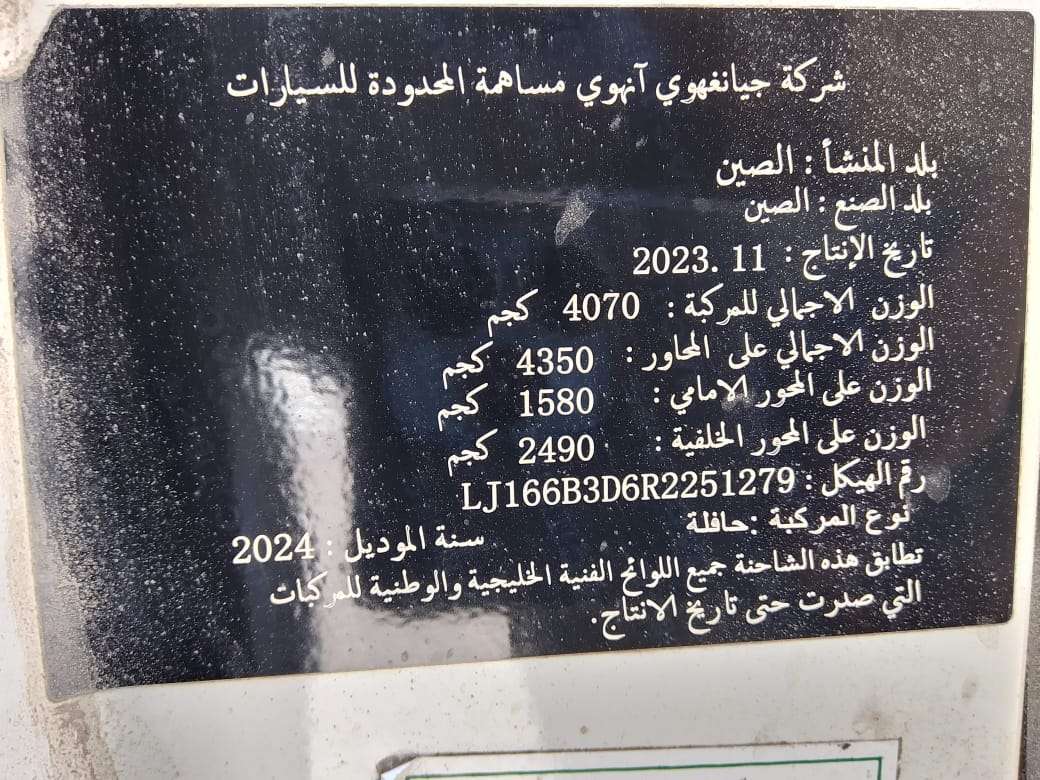 شركة جيانغهوي آنهوي مساهمة المحدودة للسيارات
بلد المنشأ : الصين
بلد الصنع : الصين
تاريخ الإنتاج : 2023. 11
الوزن الاجمالي للمركبة : 4070 كجم
الوزن الاجمالي على المحاور : 4350 كجم
الوزن على المحور الامامي : 1580 كجم
الوزن على المحور الخلفية : 2490 كجم
رقم الهيكل : LJ166B3D6R2251279
نوع المركبة :حافلة
سنة الموديل : 2024
تطابق هذه الشاحنة جميع اللوائح الفنية الخليجية والوطنية للمركبات
التي صدرت حتى تاريخ الانتاج.